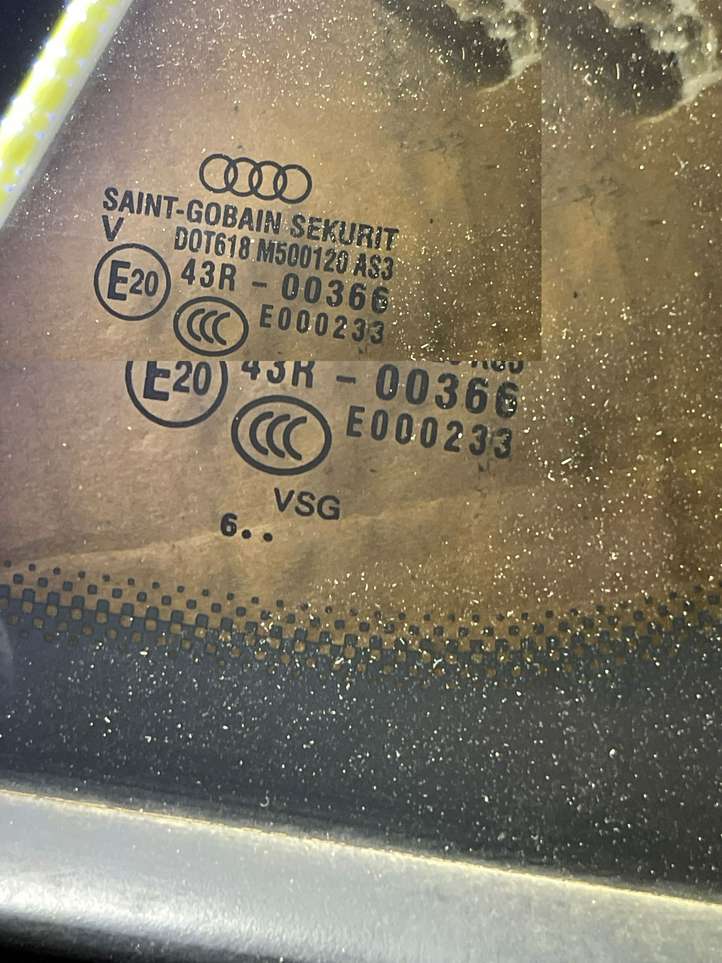 SAINT-GOBAIN SEKURIT
V DOT618 M500120 AS3
E20 43R - 00366
CCC E000233
E20 43R - 00366
CCC E000233
VSG
6..